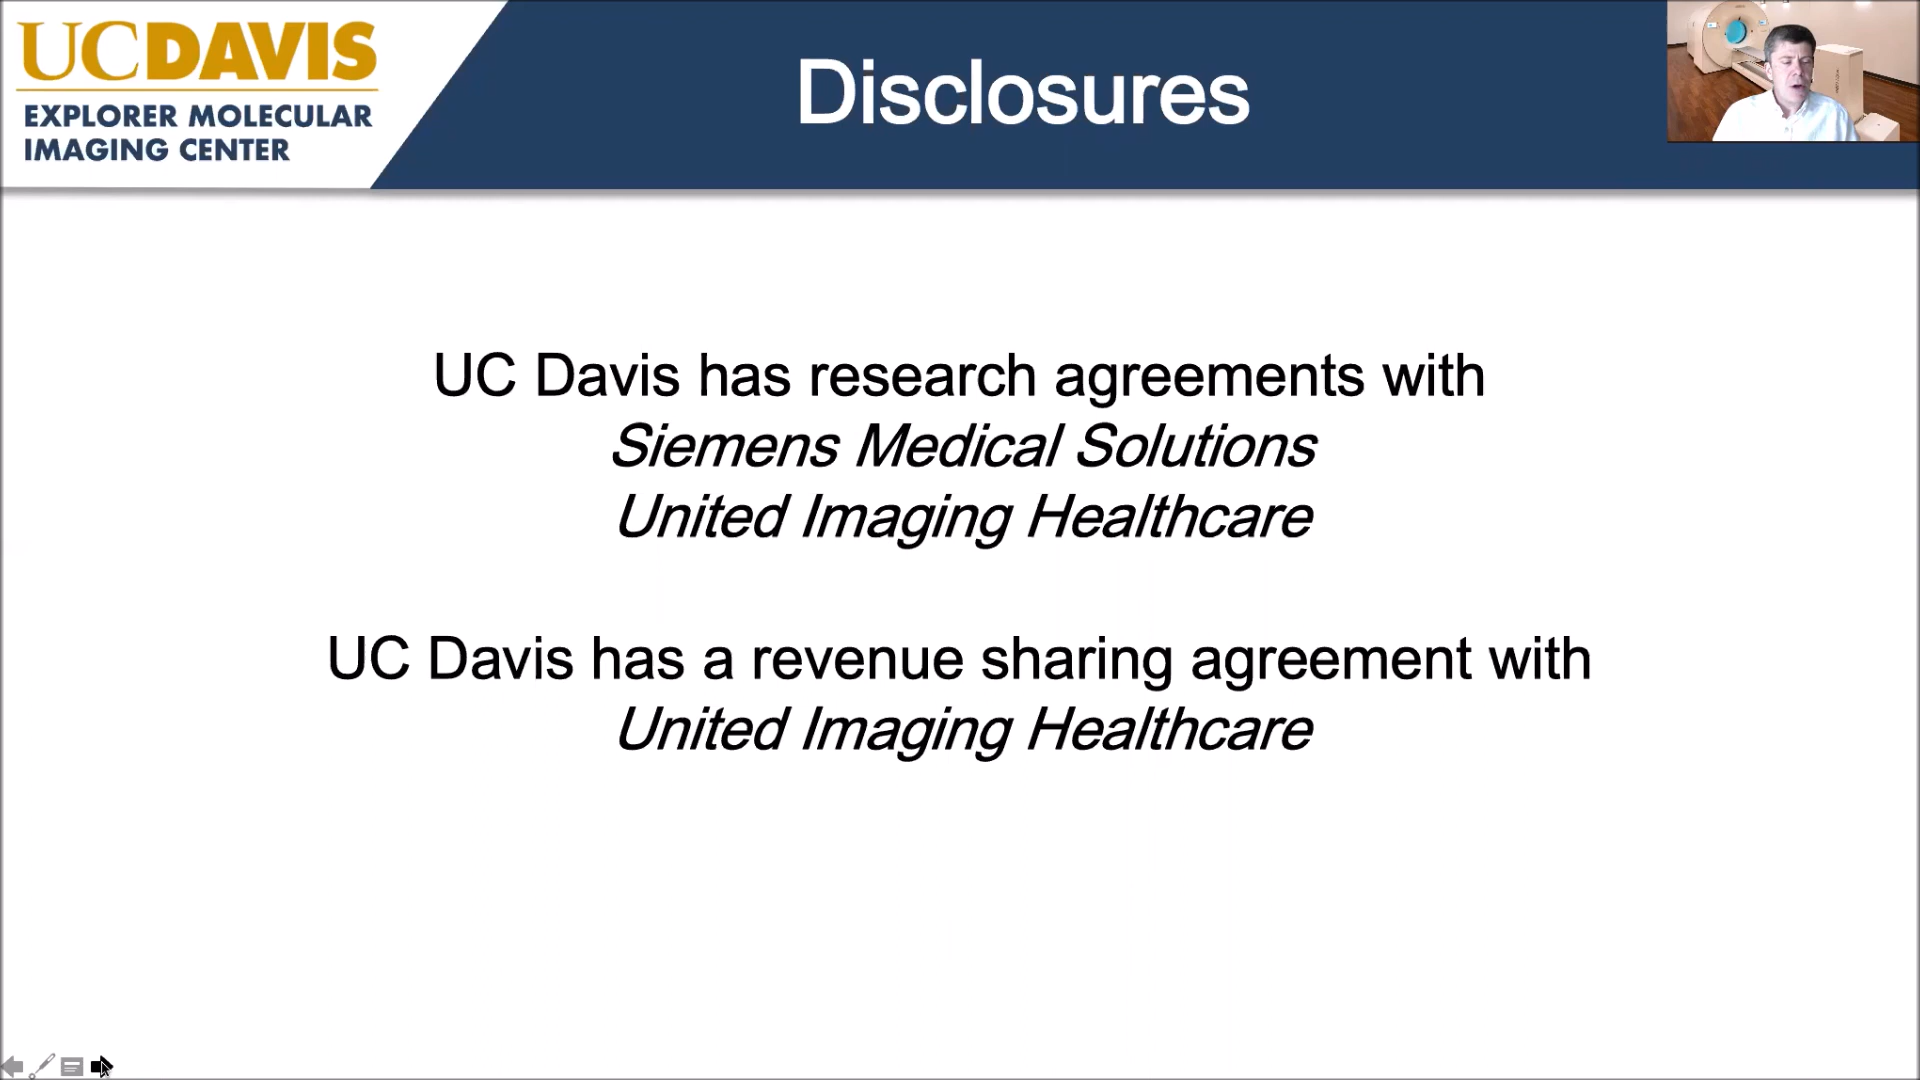 UCDAVIS
EXPLORER MOLECULAR
IMAGING CENTER
Disclosures
UC Davis has research agreements with
Siemens Medical Solutions
United Imaging Healthcare
UC Davis has a revenue sharing agreement with
United Imaging Healthcare